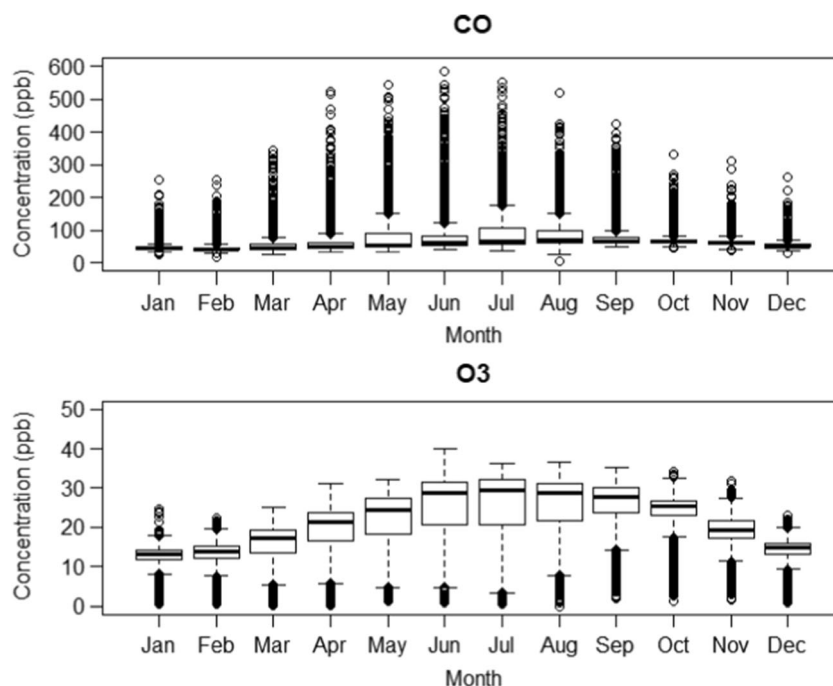 CO
Concentration (ppb)
600
500
400
300
200
100
0
Jan Feb Mar Apr May Jun Jul Aug Sep Oct Nov Dec
Month
O3
Concentration (ppb)
50
40
30
20
10
0
Jan Feb Mar Apr May Jun Jul Aug Sep Oct Nov Dec
Month